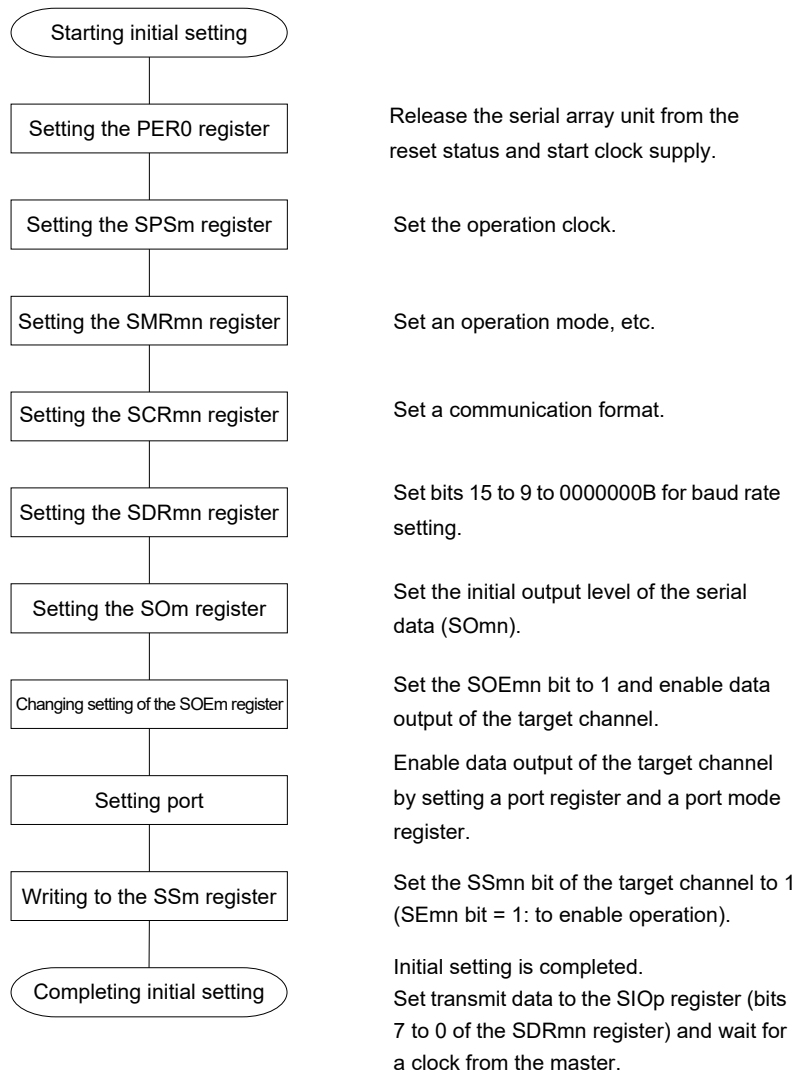 Starting initial setting
Setting the PER0 register
Release the serial array unit from the
reset status and start clock supply.
Setting the SPSm register
Set the operation clock.
Setting the SMRmn register
Set an operation mode, etc.
Setting the SCRmn register
Set a communication format.
Setting the SDRmn register
Set bits 15 to 9 to 0000000B for baud rate
setting.
Setting the SOm register
Set the initial output level of the serial
data (SOmn).
Changing setting of the SOEm register
Set the SOEmn bit to 1 and enable data
output of the target channel.
Setting port
Enable data output of the target channel
by setting a port register and a port mode
register.
Writing to the SSm register
Set the SSmn bit of the target channel to 1
(SEmn bit = 1: to enable operation).
Completing initial setting
Initial setting is completed.
Set transmit data to the SIOp register (bits
7 to 0 of the SDRmn register) and wait for
a clock from the master.